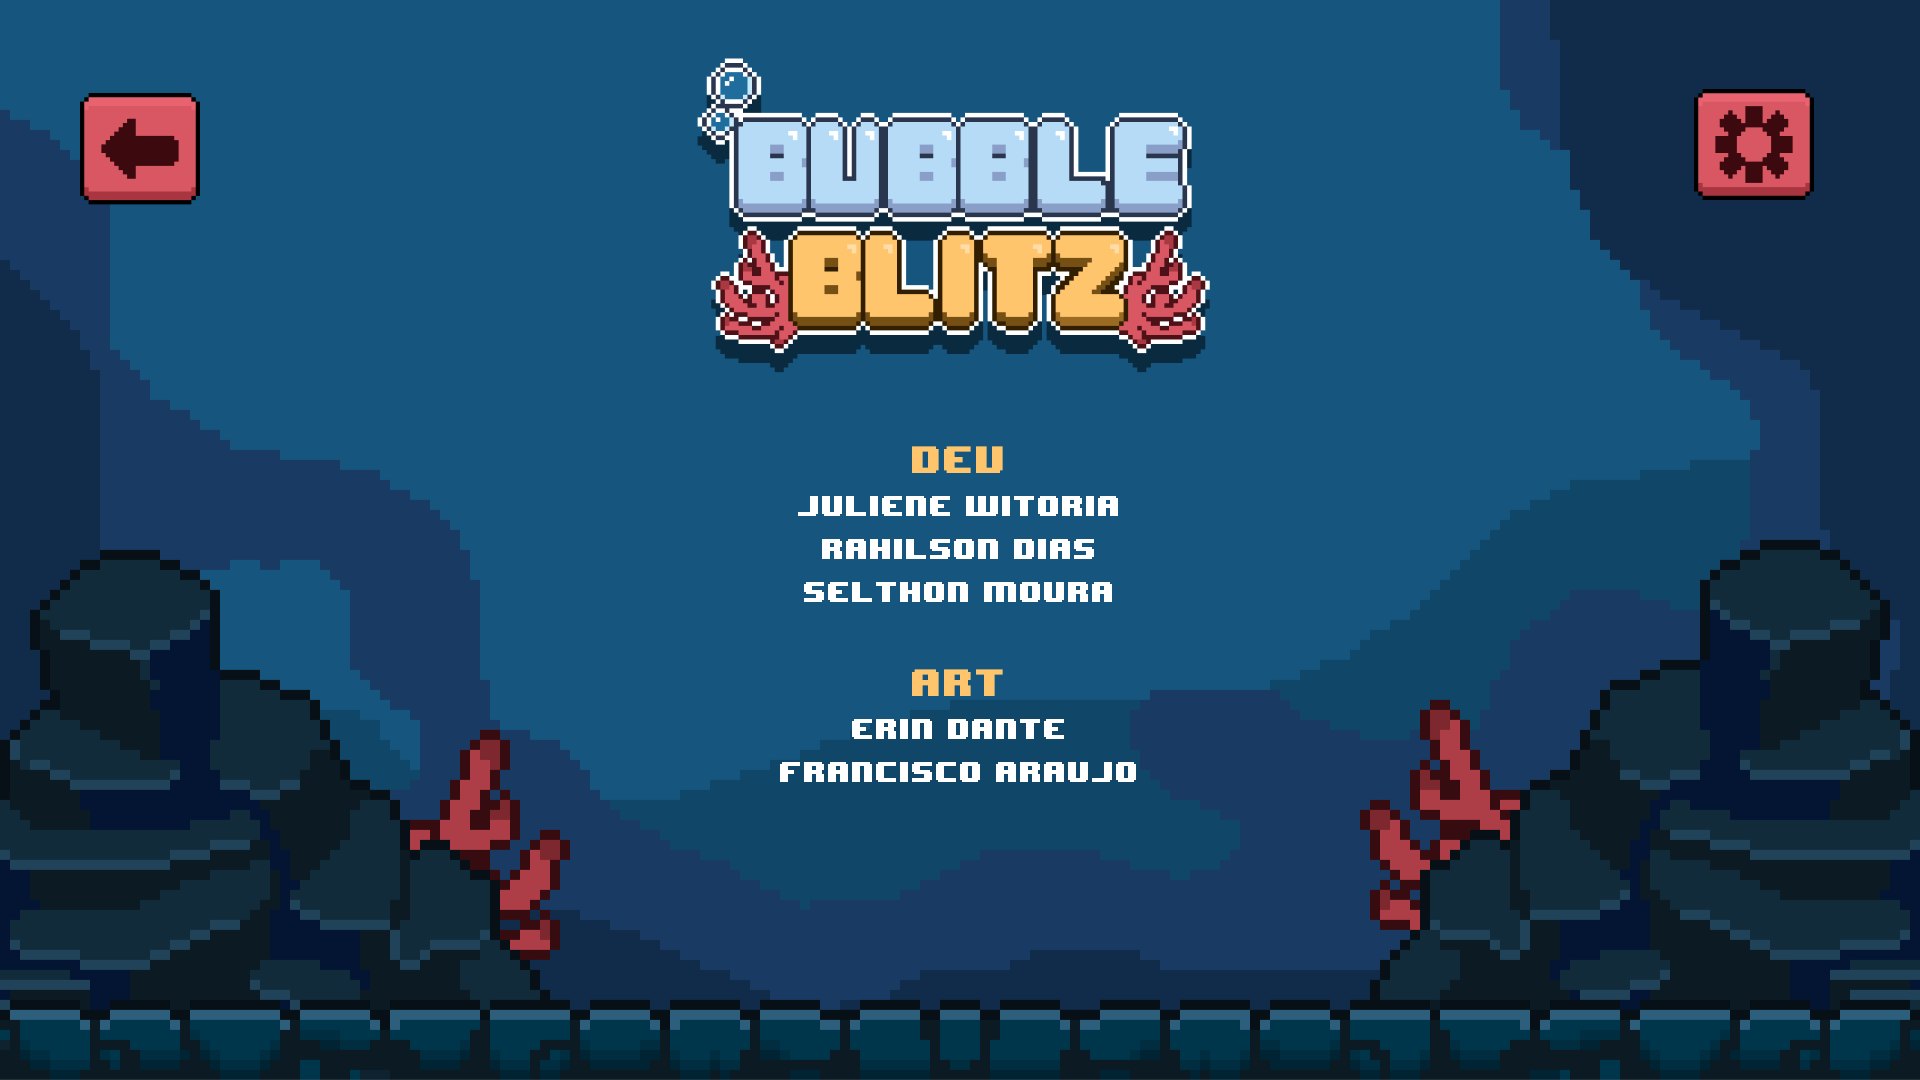 BUBBLE
BLITZ
DEV
JULIENE WITORIA
RAHILSON DIAS
SELTHON MOURA
ART
ERIN DANTE
FRANCISCO ARAUJO